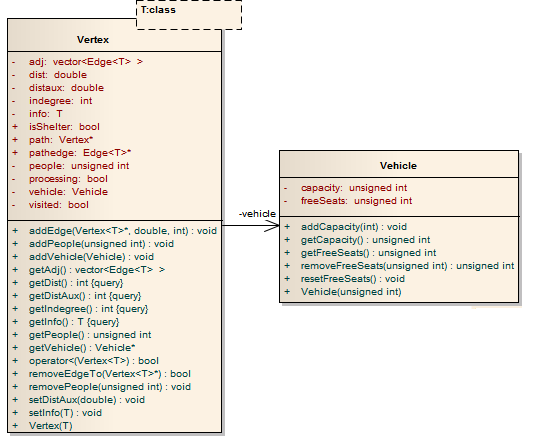 T:class
Vertex
- adj: vector<Edge<T> >
- dist: double
- distaux: double
- indegree: int
- info: T
+ isShelter: bool
+ path: Vertex*
+ pathedge: Edge<T>*
- people: unsigned int
- processing: bool
- vehicle: Vehicle
- visited: bool
+ addEdge(Vertex<T>*, double, int) : void
+ addPeople(unsigned int) : void
+ addVehicle(Vehicle) : void
+ getAdj() : vector<Edge<T> >
+ getDist() : int {query}
+ getDistAux() : int {query}
+ getIndegree() : int {query}
+ getInfo() : T {query}
+ getPeople() : unsigned int
+ getVehicle() : Vehicle*
+ operator<(Vertex<T>) : bool
+ removeEdgeTo(Vertex<T>*) : bool
+ removePeople(unsigned int) : void
+ setDistAux(double) : void
+ setInfo(T) : void
+ Vertex(T)
-vehicle
Vehicle
- capacity: unsigned int
- freeSeats: unsigned int
+ addCapacity(int) : void
+ getCapacity() : unsigned int
+ getFreeSeats() : unsigned int
+ removeFreeSeats(unsigned int) : unsigned int
+ resetFreeSeats() : void
+ Vehicle(unsigned int)